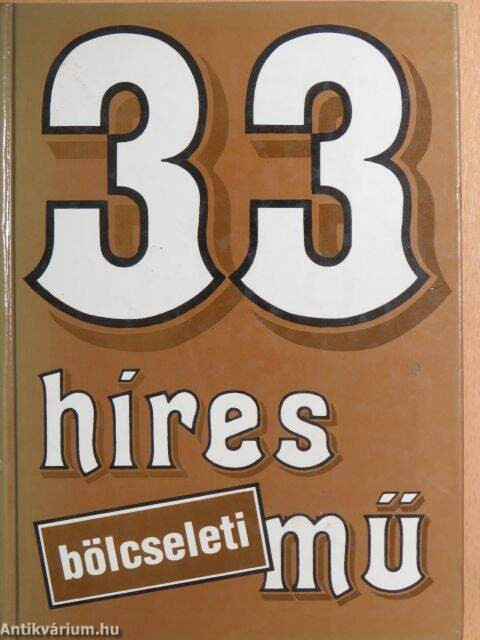 33
híres
bölcseleti
mű
Antikvárium.hu